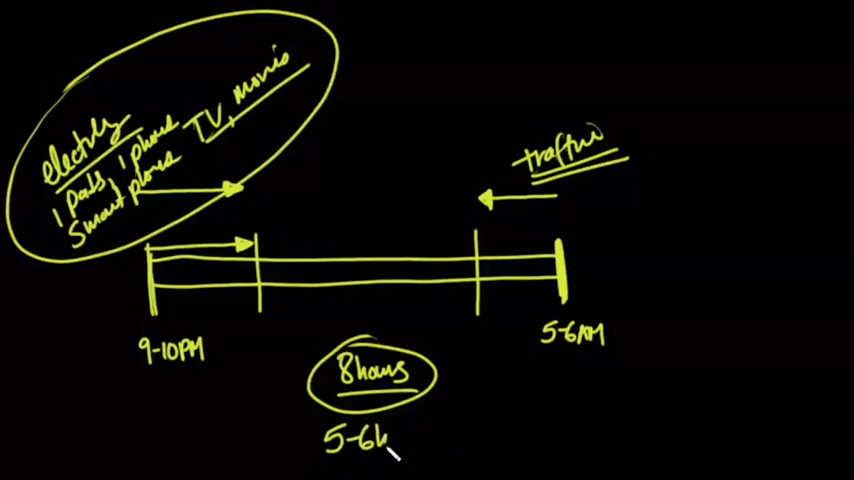 electricity
TV, movies
1 pads, 1 phones
Smart phones
traffic
9-10PM
5-6AM
8hours
5-6h